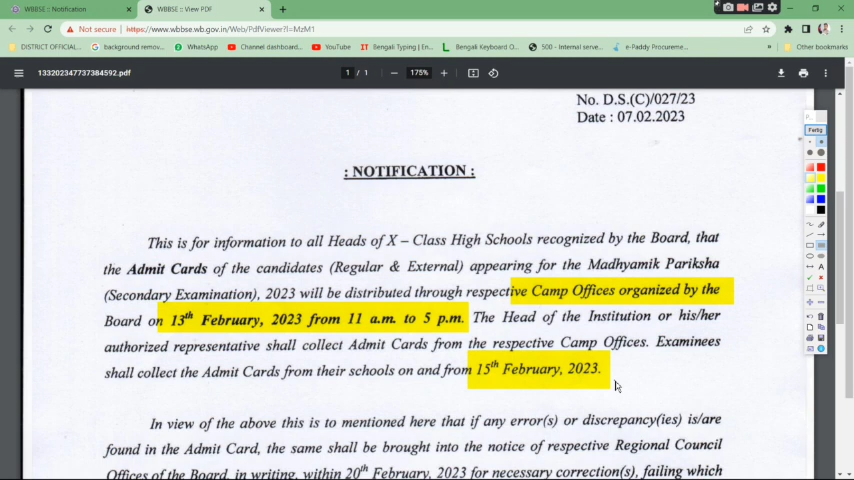 WBBSE :: Notification
WBBSE :: View PDF
Not secure | https://www.wbbse.wb.gov.in/Web/PdfViewer?I=MzM1
DISTRICT OFFICIAL...
background remov...
WhatsApp
Channel dashboard...
YouTube
Bengali Typing | En...
Bengali Keyboard O...
500 - Internal serve...
e-Paddy Procureme...
Other bookmarks
133202347737384592.pdf
1 / 1
175%
No. D.S.(C)/027/23
Date : 07.02.2023
: NOTIFICATION :
This is for information to all Heads of X – Class High Schools recognized by the Board, that
the Admit Cards of the candidates (Regular & External) appearing for the Madhyamik Pariksha
(Secondary Examination), 2023 will be distributed through respective Camp Offices organized by the
Board on 13th February, 2023 from 11 a.m. to 5 p.m. The Head of the Institution or his/her
authorized representative shall collect Admit Cards from the respective Camp Offices. Examinees
shall collect the Admit Cards from their schools on and from 15th February, 2023.
In view of the above this is to mentioned here that if any error(s) or discrepancy(ies) is/are
found in the Admit Card, the same shall be brought into the notice of respective Regional Council
Offices of the Board, in writing, within 20th February, 2023 for necessary correction(s), failing which
P...
Fertig